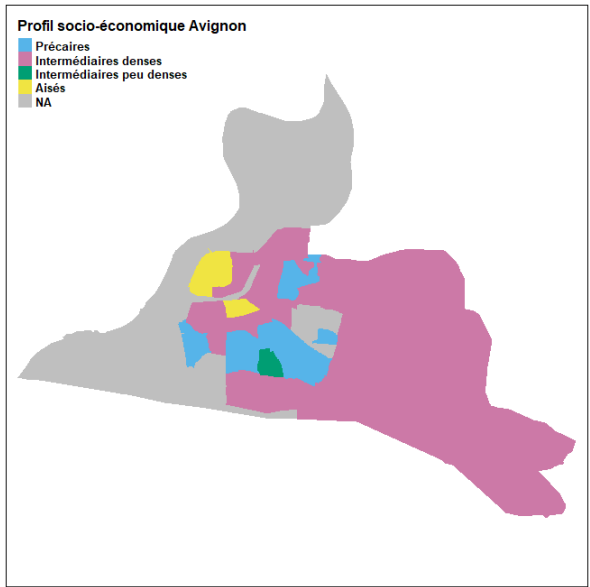 Profil socio-économique Avignon
Précaires
Intermédiaires denses
Intermédiaires peu denses
Aisés
NA